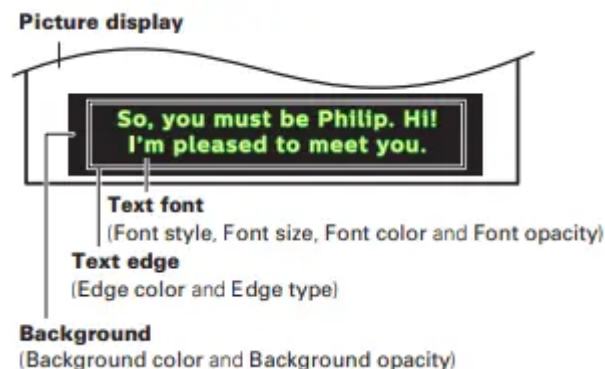 Picture display
So, you must be Philip. Hi!
I'm pleased to meet you.
Text font
(Font style, Font size, Font color and Font opacity)
Text edge
(Edge color and Edge type)
Background
(Background color and Background opacity)